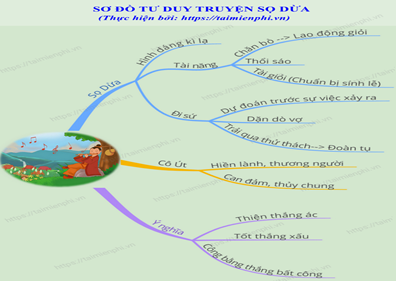 SƠ ĐỒ TƯ DUY TRUYỆN SỌ DỪA
(Thực hiện bởi: https://taimienphi.vn)
Sọ Dừa
Hình dáng kì lạ
Tài năng
Chăn bò --> Lao động giỏi
Thổi sáo
Tài giỏi (Chuẩn bị sính lễ)
Đi sứ
Dự đoán trước sự việc xảy ra
Dặn dò vợ
Trải qua thử thách--> Đoàn tụ
Cô Út
Hiền lành, thương người
Can đảm, thủy chung
Ý nghĩa
Thiện thắng ác
Tốt thắng xấu
Công bằng thắng bất công